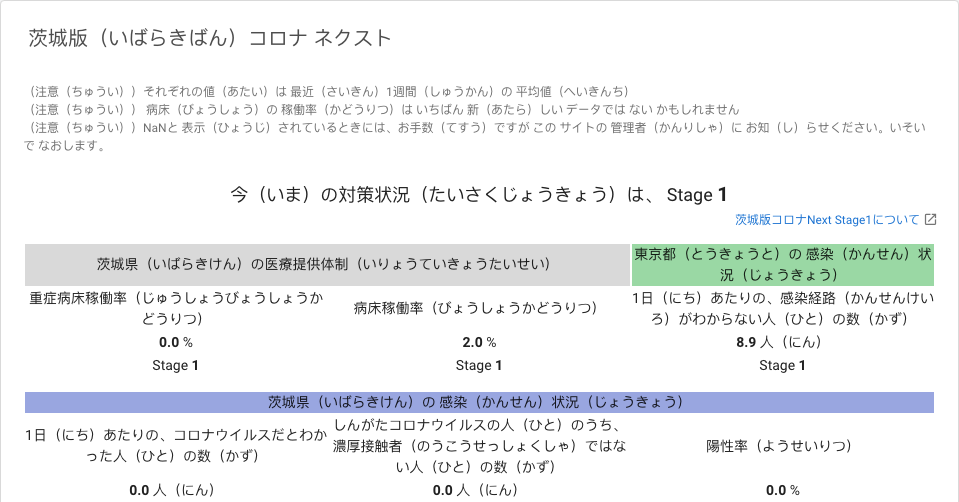 茨城版（いばらきばん）コロナ ネクスト
（注意（ちゅうい））それぞれの値（あたい）は 最近（さいきん）1週間（しゅうかん）の 平均値（へいきんち）
（注意（ちゅうい）） 病床（びょうしょう）の 稼働率（かどうりつ）は いちばん 新（あたら）しい データでは ない かもしれません
（注意（ちゅうい））NaNと 表示（ひょうじ）されているときには、お手数（てすう）ですが この サイトの 管理者（かんりしゃ）に お知（し）らせください。いそい
で なおします。
今（いま）の対策状況（たいさくじょうきょう）は、 Stage 1
茨城版コロナNext Stage1について
茨城県（いばらきけん）の医療提供体制（いりょうていきょうたいせい）
東京都（とうきょうと）の 感染（かんせん）状
況（じょうきょう）
重症病床稼働率（じゅうしょうびょうしょうか
どうりつ）
病床稼働率（びょうしょうかどうりつ）
1日（にち）あたりの、感染経路（かんせんけい
ろ）がわからない人（ひと）の数（かず）
0.0 %
2.0 %
8.9 人（にん）
Stage 1
Stage 1
Stage 1
茨城県（いばらきけん）の 感染（かんせん）状況（じょうきょう）
1日（にち）あたりの、コロナウイルスだとわか
った人（ひと）の数（かず）
しんがたコロナウイルスの人（ひと）のうち、
濃厚接触者（のうこうせっしょくしゃ）ではな
い人（ひと）の数（かず）
陽性率（ようせいりつ）
0.0 人（にん）
0.0 人（にん）
0.0 %